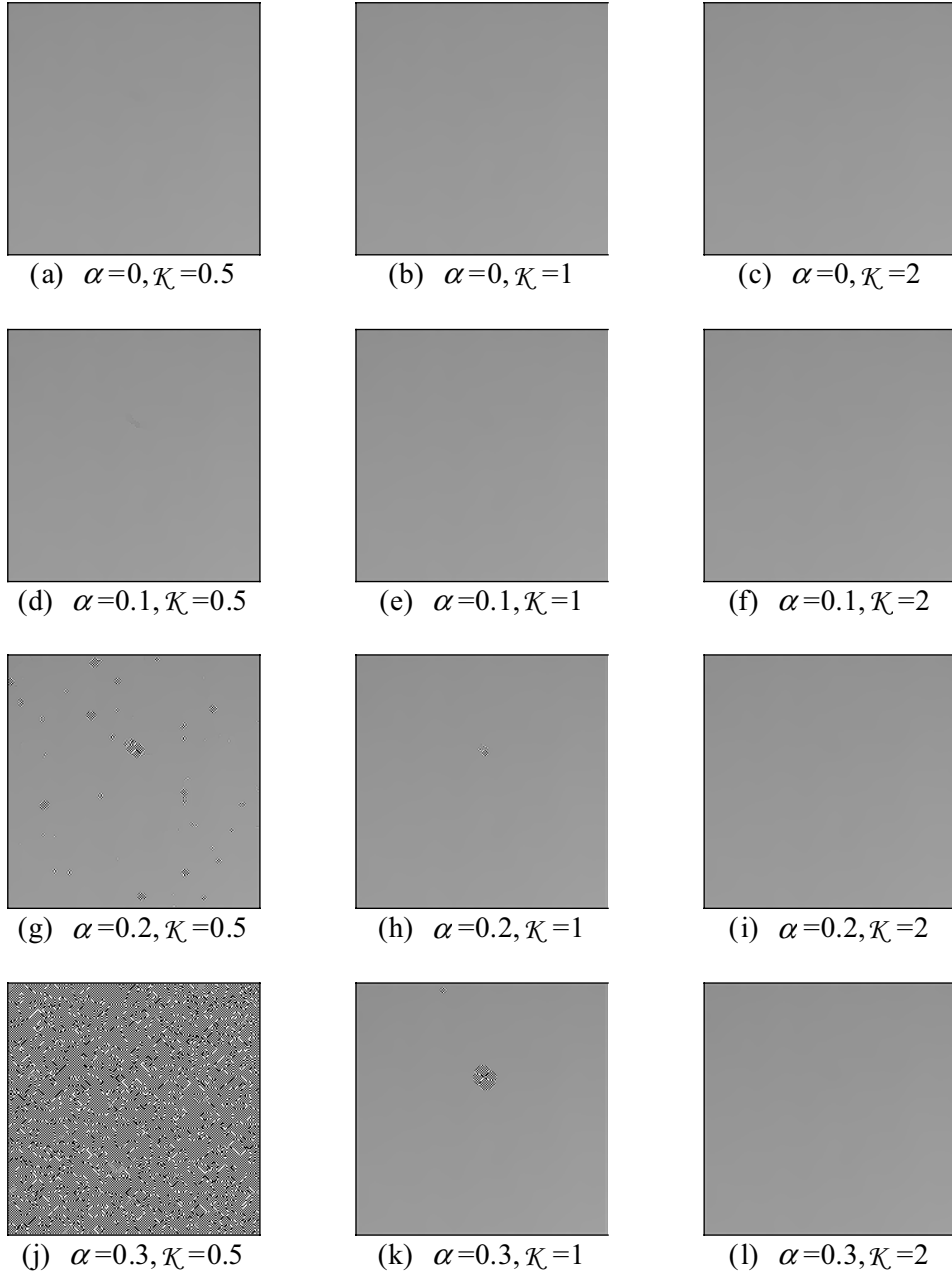 (a) α=0, 𝒦=0.5
(b) α=0, 𝒦=1
(c) α=0, 𝒦=2
(d) α=0.1, 𝒦=0.5
(e) α=0.1, 𝒦=1
(f) α=0.1, 𝒦=2
(g) α=0.2, 𝒦=0.5
(h) α=0.2, 𝒦=1
(i) α=0.2, 𝒦=2
(j) α=0.3, 𝒦=0.5
(k) α=0.3, 𝒦=1
(l) α=0.3, 𝒦=2